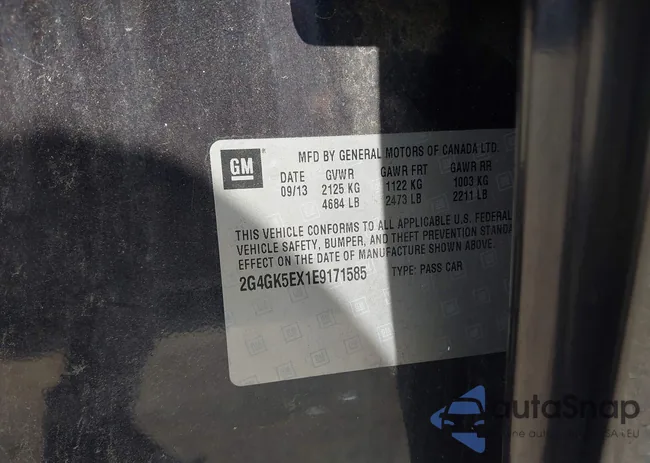 GM
MFD BY GENERAL MOTORS OF CANADA LTD.
DATE GVWR GAWR FRT GAWR RR
09/13 2125 KG 1122 KG 1003 KG
4684 LB 2473 LB 2211 LB
THIS VEHICLE CONFORMS TO ALL APPLICABLE U.S. FEDERAL
VEHICLE SAFETY, BUMPER, AND THEFT PREVENTION STANDA
EFFECT ON THE DATE OF MANUFACTURE SHOWN ABOVE.
2G4GK5EX1E9171585 TYPE: PASS CAR
autoSnap